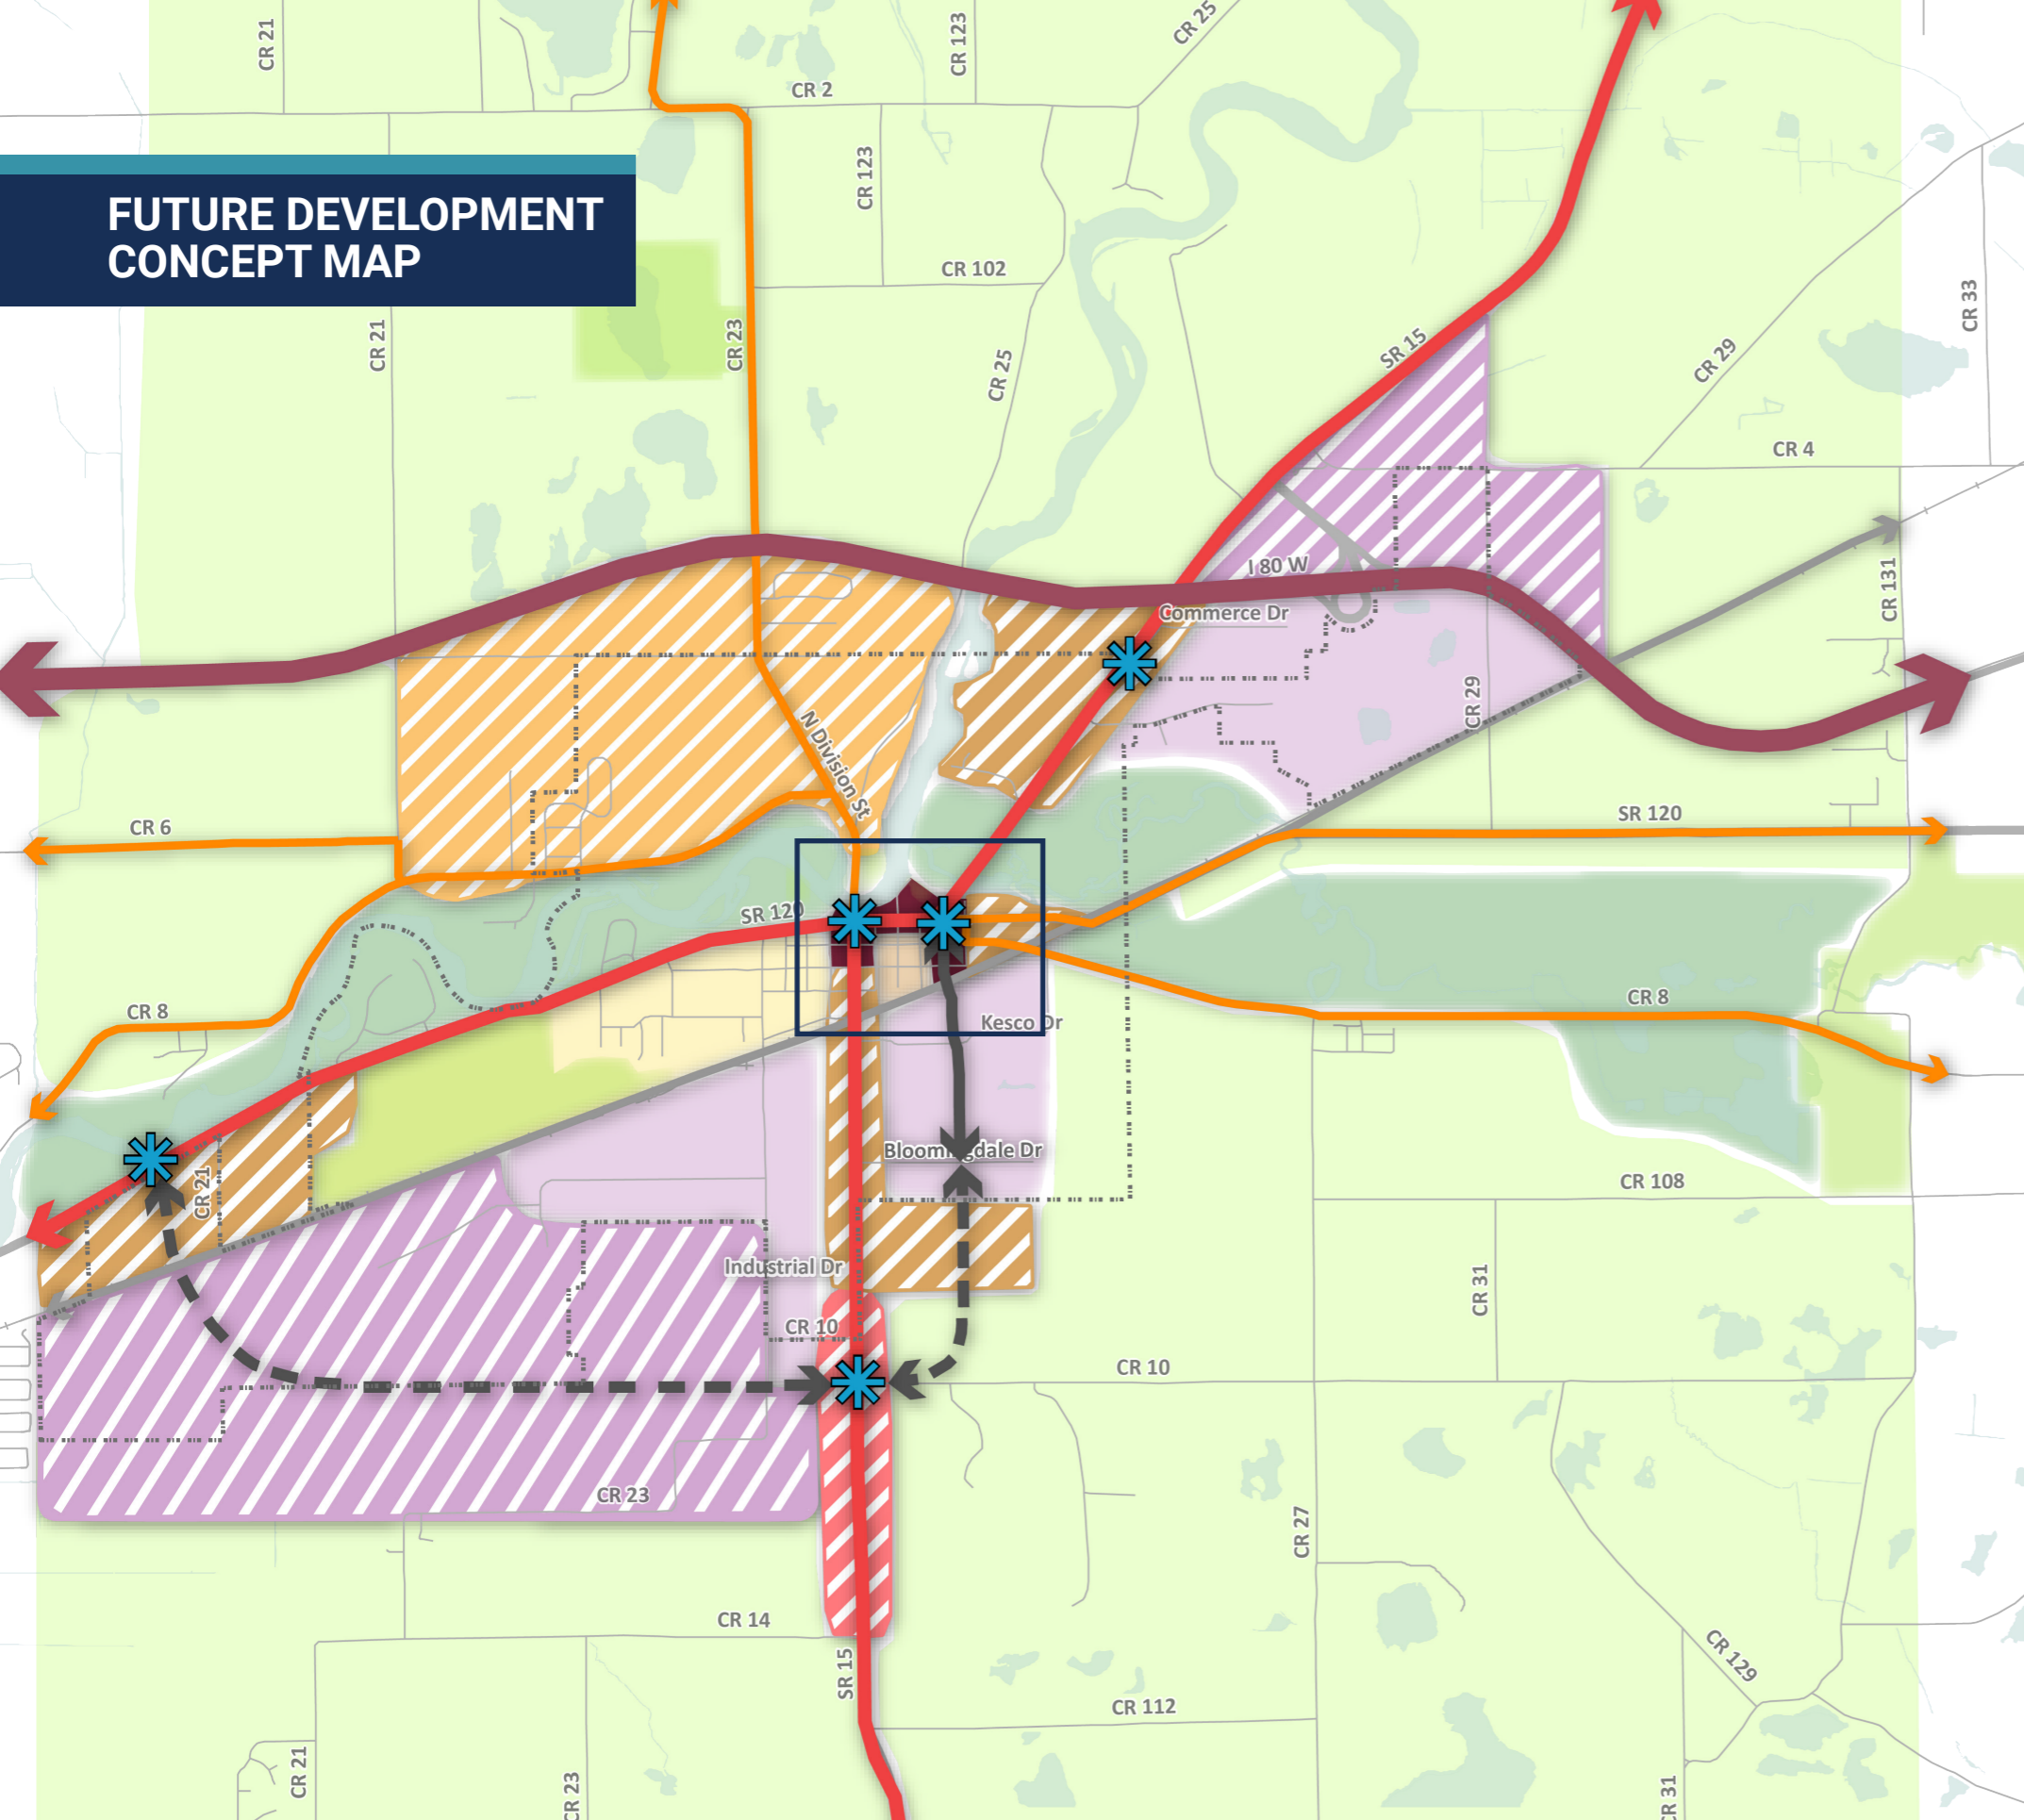 CR 21
CR 123
CR 25
CR 2
CR 123
FUTURE DEVELOPMENT
CONCEPT MAP
CR 102
CR 21
CR 23
CR 25
SR 15
CR 29
CR 33
CR 4
I 80 W
Commerce Dr
CR 131
CR 29
N Division St
CR 6
SR 120
SR 120
CR 8
CR 8
Kesco Dr
Bloomingdale Dr
CR 21
CR 108
Industrial Dr
CR 10
CR 31
CR 10
CR 23
CR 27
CR 14
SR 15
CR 129
CR 112
CR 21
CR 23
CR 31